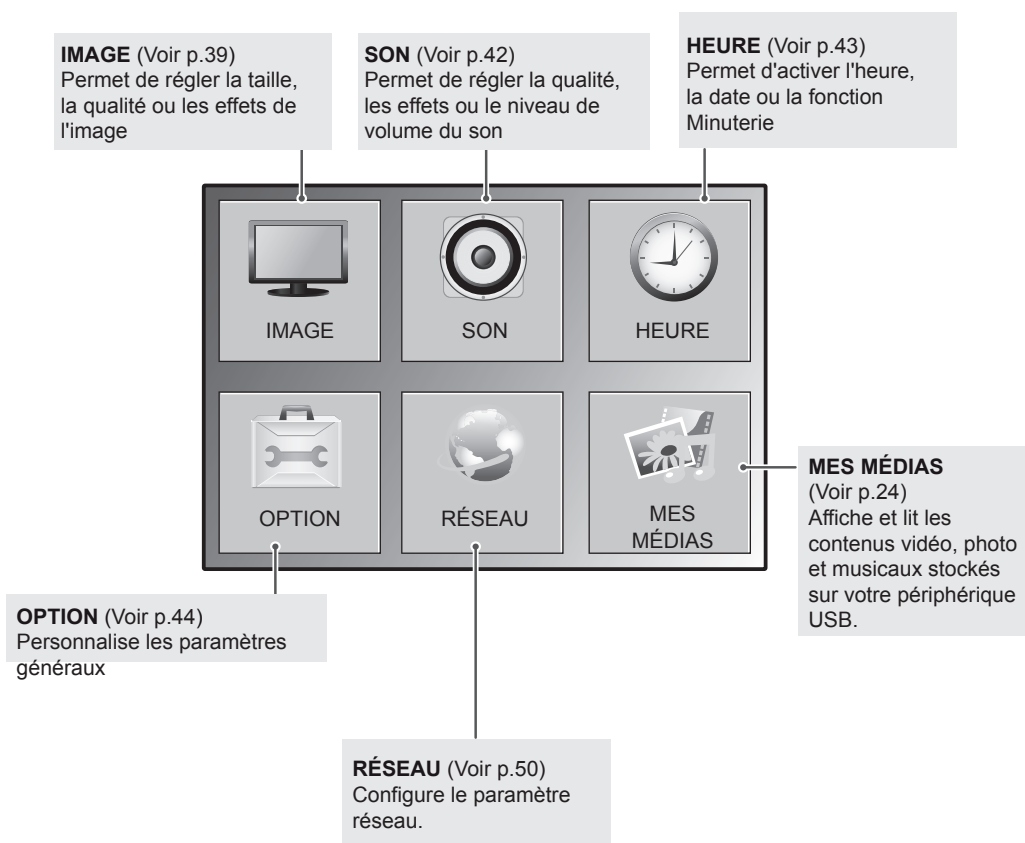 IMAGE (Voir p.39)
Permet de régler la taille,
la qualité ou les effets de
l'image
SON (Voir p.42)
Permet de régler la qualité,
les effets ou le niveau de
volume du son
HEURE (Voir p.43)
Permet d'activer l'heure,
la date ou la fonction
Minuterie
IMAGE
SON
HEURE
OPTION
RÉSEAU
MES
MÉDIAS
MES MÉDIAS
(Voir p.24)
Affiche et lit les
contenus vidéo, photo
et musicaux stockés
sur votre périphérique
USB.
OPTION (Voir p.44)
Personnalise les paramètres
généraux
RÉSEAU (Voir p.50)
Configure le paramètre
réseau.